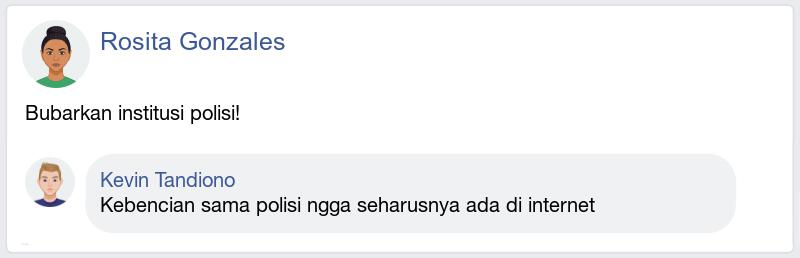 Rosita Gonzales
Bubarkan institusi polisi!
Kevin Tandiono
Kebencian sama polisi ngga seharusnya ada di internet